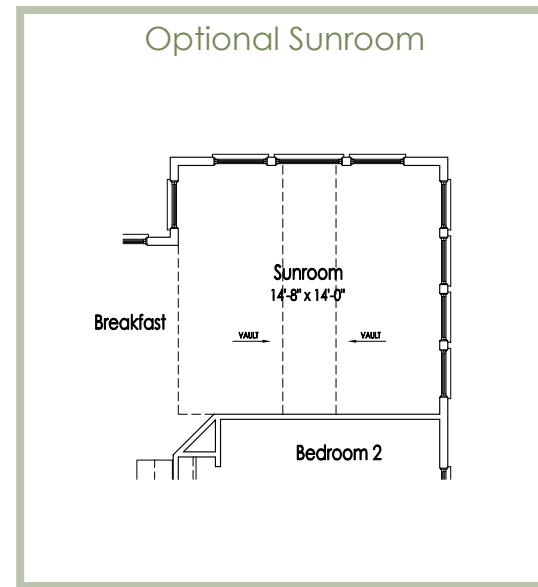 Optional Sunroom
Sunroom
14'-8" x 14'-0"
Breakfast
VAULT
VAULT
Bedroom 2